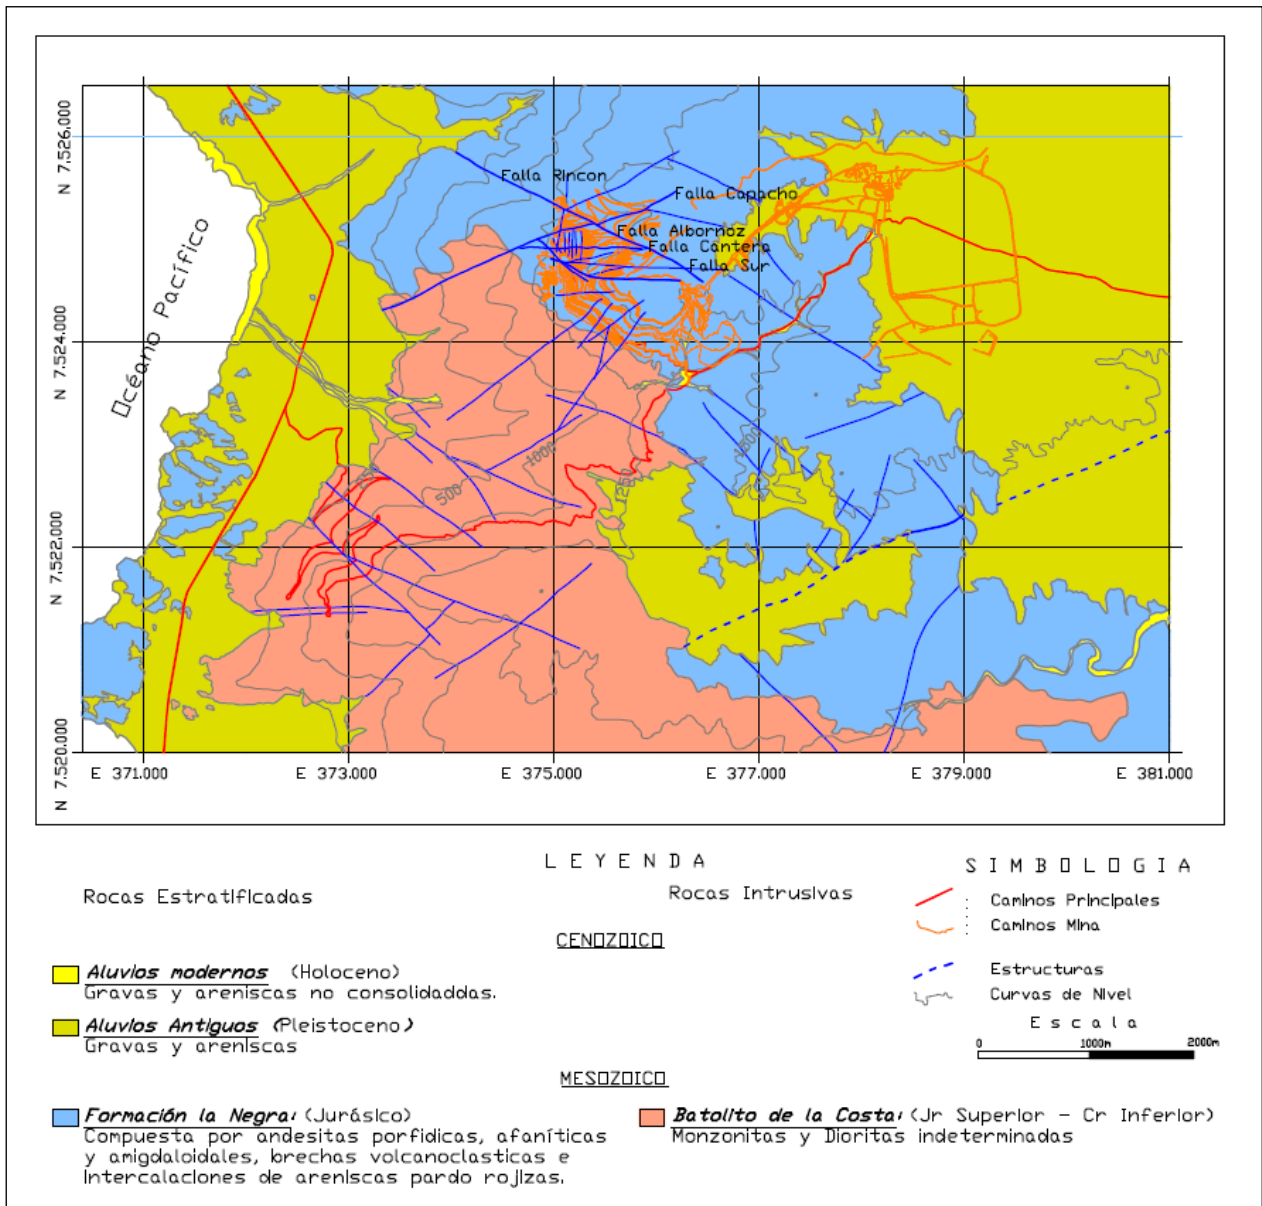 N 7.526.000
Falla Rincon
Falla Capacho
Falla Albornoz
Falla Cantera
Falla Sur
Océano Pacífico
N 7.524.000
1000
500
1250
1500
N 7.522.000
N 7.520.000
E 371.000
E 373.000
E 375.000
E 377.000
E 379.000
E 381.000
LEYENDA
Rocas Estratificadas
Rocas Intrusivas
CENOZOICO
Aluvios modernos (Holoceno)
Gravas y areniscas no consolidaddas.
Aluvios Antiguos (Pleistoceno)
Gravas y areniscas
MESOZOICO
Formación la Negra: (Jurásico)
Compuesta por andesitas porfidicas, afaníticas
y amigdaloidales, brechas volcanoclasticas e
intercalaciones de areniscas pardo rojizas.
Batolito de la Costa: (Jr Superior - Cr Inferior)
Monzonitas y Dioritas indeterminadas
SIMBOLOGIA
Caminos Principales
Caminos Mina
Estructuras
Curvas de Nivel
Escala
0 1000m 2000m